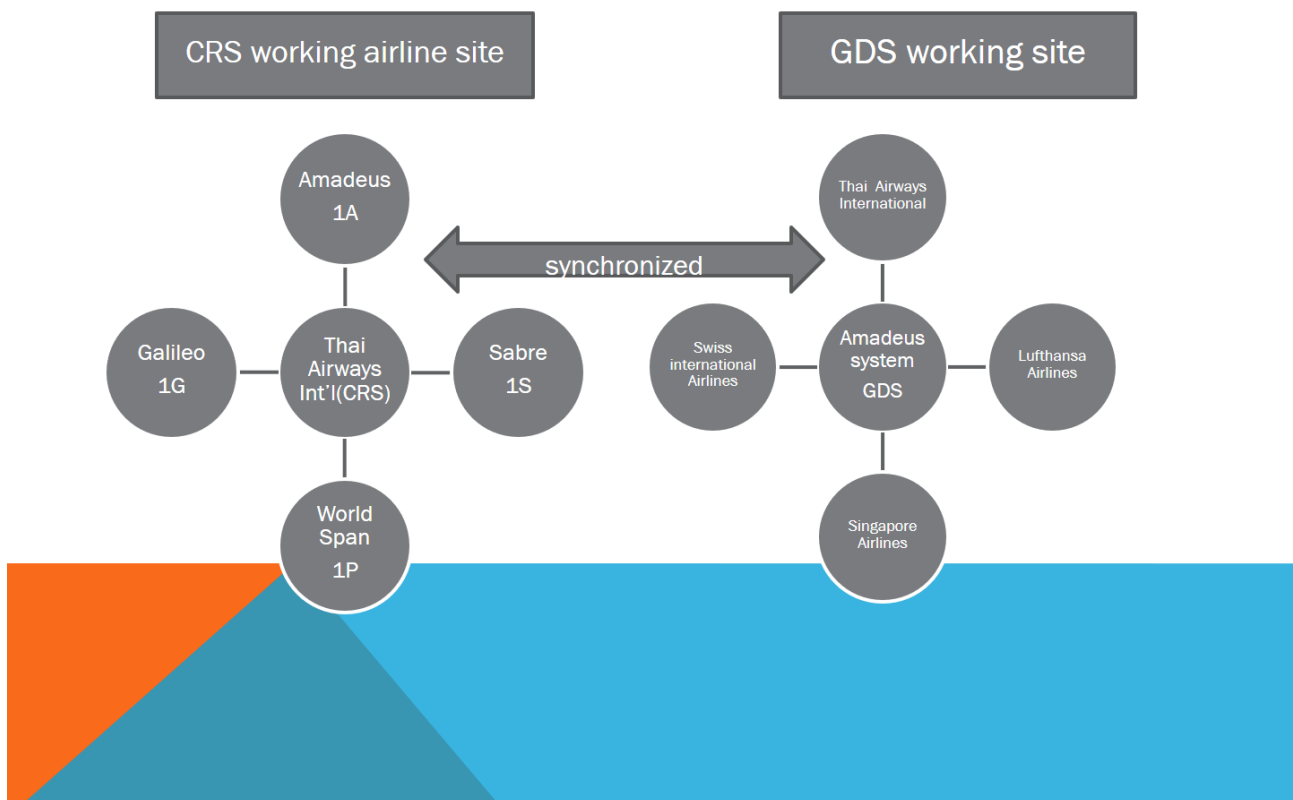 CRS working airline site
GDS working site
Amadeus
1A
Thai Airways
International
synchronized
Galileo
1G
Thai
Airways
Int'l(CRS)
Sabre
1S
Swiss
international
Airlines
Amadeus
system
GDS
Lufthansa
Airlines
World
Span
1P
Singapore
Airlines